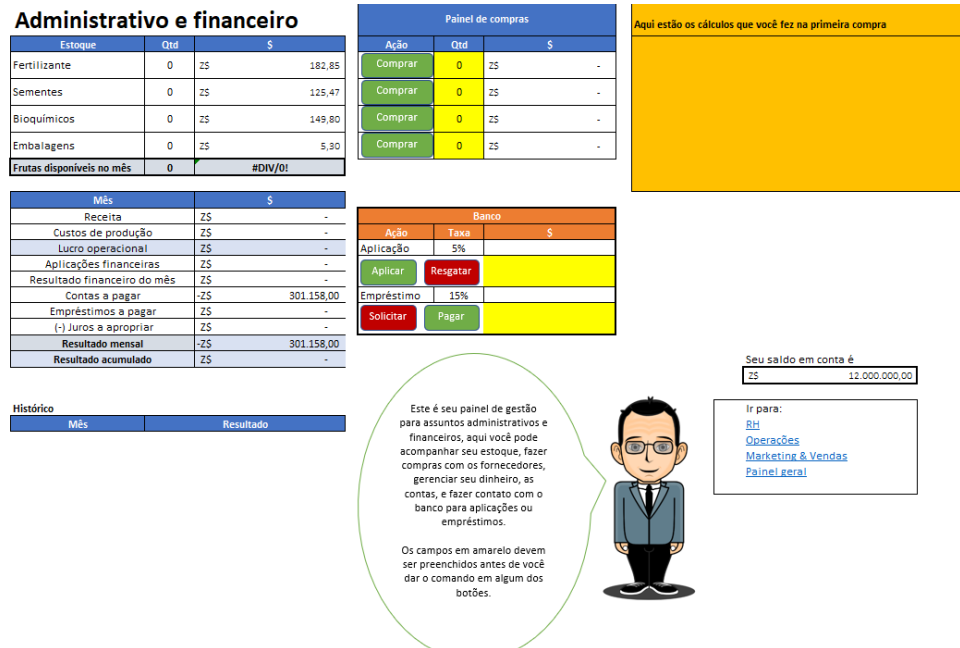 Administrativo e financeiro
Estoque Qtd $
Fertilizante 0 Z$ 182,85
Sementes 0 Z$ 125,47
Bioquímicos 0 Z$ 149,80
Embalagens 0 Z$ 5,30
Frutas disponíveis no mês 0 #DIV/0!
Painel de compras
Ação Qtd $
Comprar 0 Z$ -
Comprar 0 Z$ -
Comprar 0 Z$ -
Comprar 0 Z$ -
Aqui estão os cálculos que você fez na primeira compra
Mês $
Receita Z$ -
Custos de produção Z$ -
Lucro operacional Z$ -
Aplicações financeiras Z$ -
Resultado financeiro do mês Z$ -
Contas a pagar -Z$ 301.158,00
Empréstimos a pagar Z$ -
(-) Juros a apropriar Z$ -
Resultado mensal -Z$ 301.158,00
Resultado acumulado Z$ -
Banco
Ação Taxa $
Aplicação 5%
Aplicar Resgatar
Empréstimo 15%
Solicitar Pagar
Histórico
Mês Resultado
Este é seu painel de gestão
para assuntos administrativos e
financeiros, aqui você pode
acompanhar seu estoque, fazer
compras com os fornecedores,
gerenciar seu dinheiro, as
contas, e fazer contato com o
banco para aplicações ou
empréstimos.
Os campos em amarelo devem
ser preenchidos antes de você
dar o comando em algum dos
botões.
Seu saldo em conta é
Z$ 12.000.000,00
Ir para:
RH
Operações
Marketing & Vendas
Painel geral